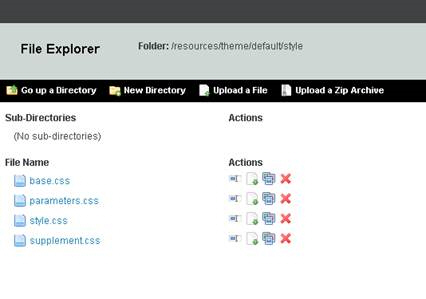 File Explorer
Folder: /resources/theme/default/style
Go up a Directory New Directory Upload a File Upload a Zip Archive
Sub-Directories Actions
(No sub-directories)
File Name Actions
base.css
parameters.css
style.css
supplement.css